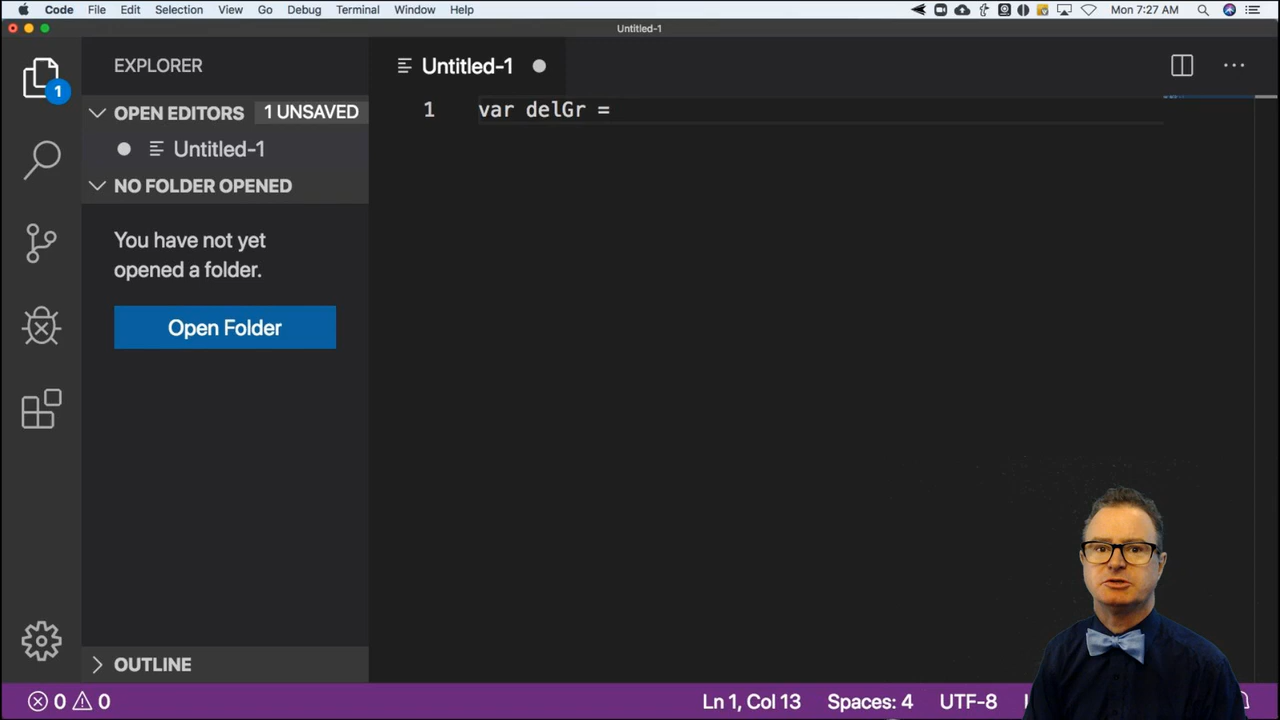 Code File Edit Selection View Go Debug Terminal Window Help Mon 7:27 AM
Untitled-1
EXPLORER
OPEN EDITORS 1 UNSAVED
Untitled-1
NO FOLDER OPENED
You have not yet
opened a folder.
Open Folder
OUTLINE
1
Untitled-1
1 var delGr =
0 0 Ln 1, Col 13 Spaces: 4 UTF-8